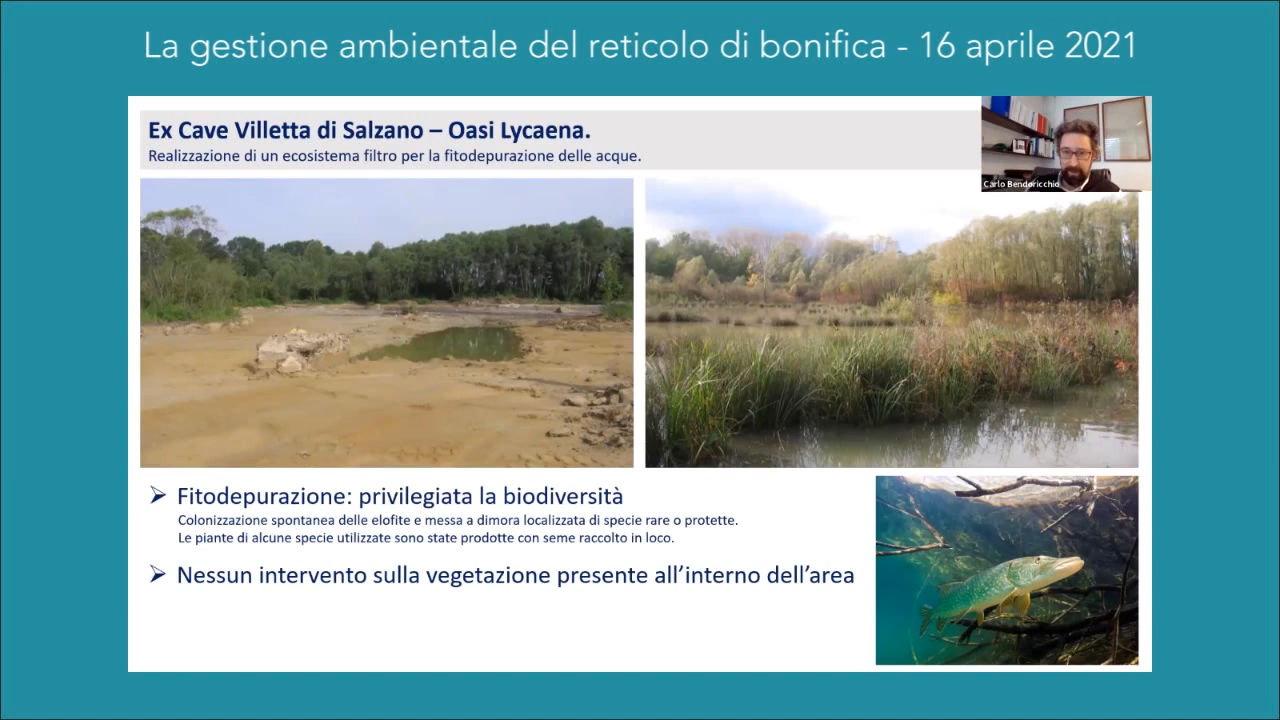 La gestione ambientale del reticolo di bonifica - 16 aprile 2021
Ex Cave Villetta di Salzano – Oasi Lycaena.
Realizzazione di un ecosistema filtro per la fitodepurazione delle acque.
Carlo Bendoricchio
➢ Fitodepurazione: privilegiata la biodiversità
Colonizzazione spontanea delle elofite e messa a dimora localizzata di specie rare o protette.
Le piante di alcune specie utilizzate sono state prodotte con seme raccolto in loco.
➢ Nessun intervento sulla vegetazione presente all’interno dell’area